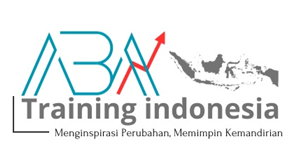 ABA
Training indonesia
Menginspirasi Perubahan, Memimpin Kemandirian